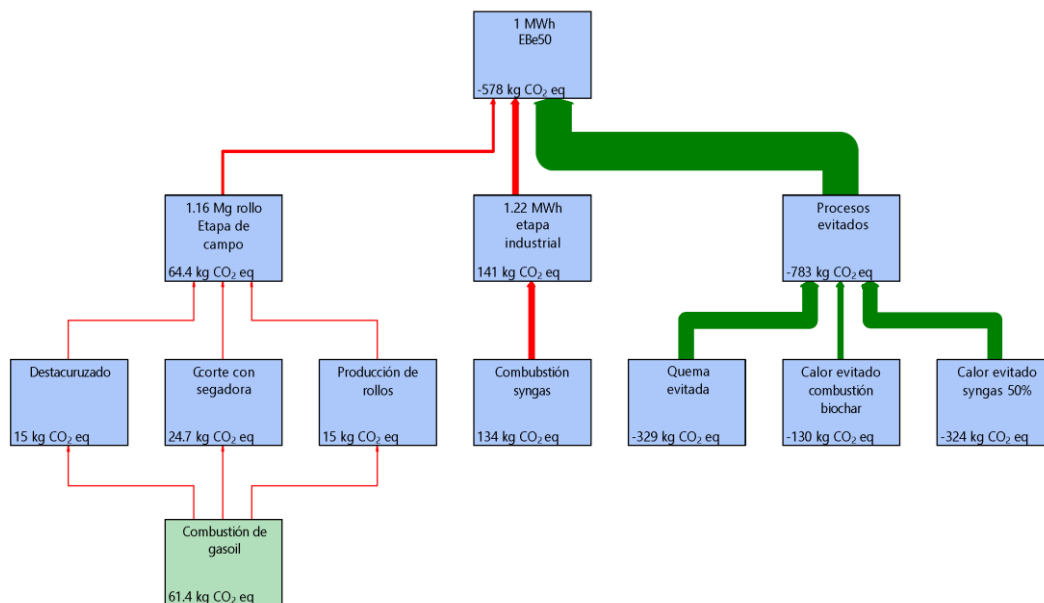 1 MWh
EBe50
-578 kg CO₂ eq
1.16 Mg rollo
Etapa de
campo
64.4 kg CO₂ eq
1.22 MWh
etapa
industrial
141 kg CO₂ eq
Procesos
evitados
-783 kg CO₂ eq
Destacuruzado
15 kg CO₂ eq
Ccorte con
segadora
24.7 kg CO₂ eq
Producción de
rollos
15 kg CO₂ eq
Combubstión
syngas
134 kg CO₂ eq
Quema
evitada
-329 kg CO₂ eq
Calor evitado
combustión
biochar
-130 kg CO₂ eq
Calor evitado
syngas 50%
-324 kg CO₂ eq
Combustión de
gasoil
61.4 kg CO₂ eq